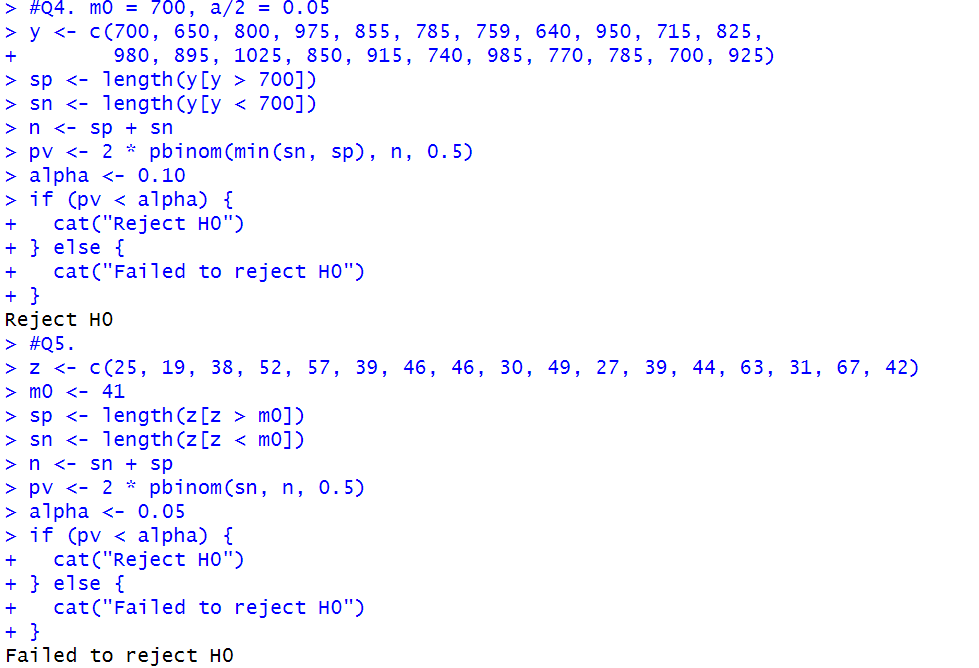 > #Q4. m0 = 700, a/2 = 0.05
> y <- c(700, 650, 800, 975, 855, 785, 759, 640, 950, 715, 825,
+        980, 895, 1025, 850, 915, 740, 985, 770, 785, 700, 925)
> sp <- length(y[y > 700])
> sn <- length(y[y < 700])
> n <- sp + sn
> pv <- 2 * pbinom(min(sn, sp), n, 0.5)
> alpha <- 0.10
> if (pv < alpha) {
+   cat("Reject H0")
+ } else {
+   cat("Failed to reject H0")
+ }
Reject H0
> #Q5.
> z <- c(25, 19, 38, 52, 57, 39, 46, 46, 30, 49, 27, 39, 44, 63, 31, 67, 42)
> m0 <- 41
> sp <- length(z[z > m0])
> sn <- length(z[z < m0])
> n <- sn + sp
> pv <- 2 * pbinom(sn, n, 0.5)
> alpha <- 0.05
> if (pv < alpha) {
+   cat("Reject H0")
+ } else {
+   cat("Failed to reject H0")
+ }
Failed to reject H0